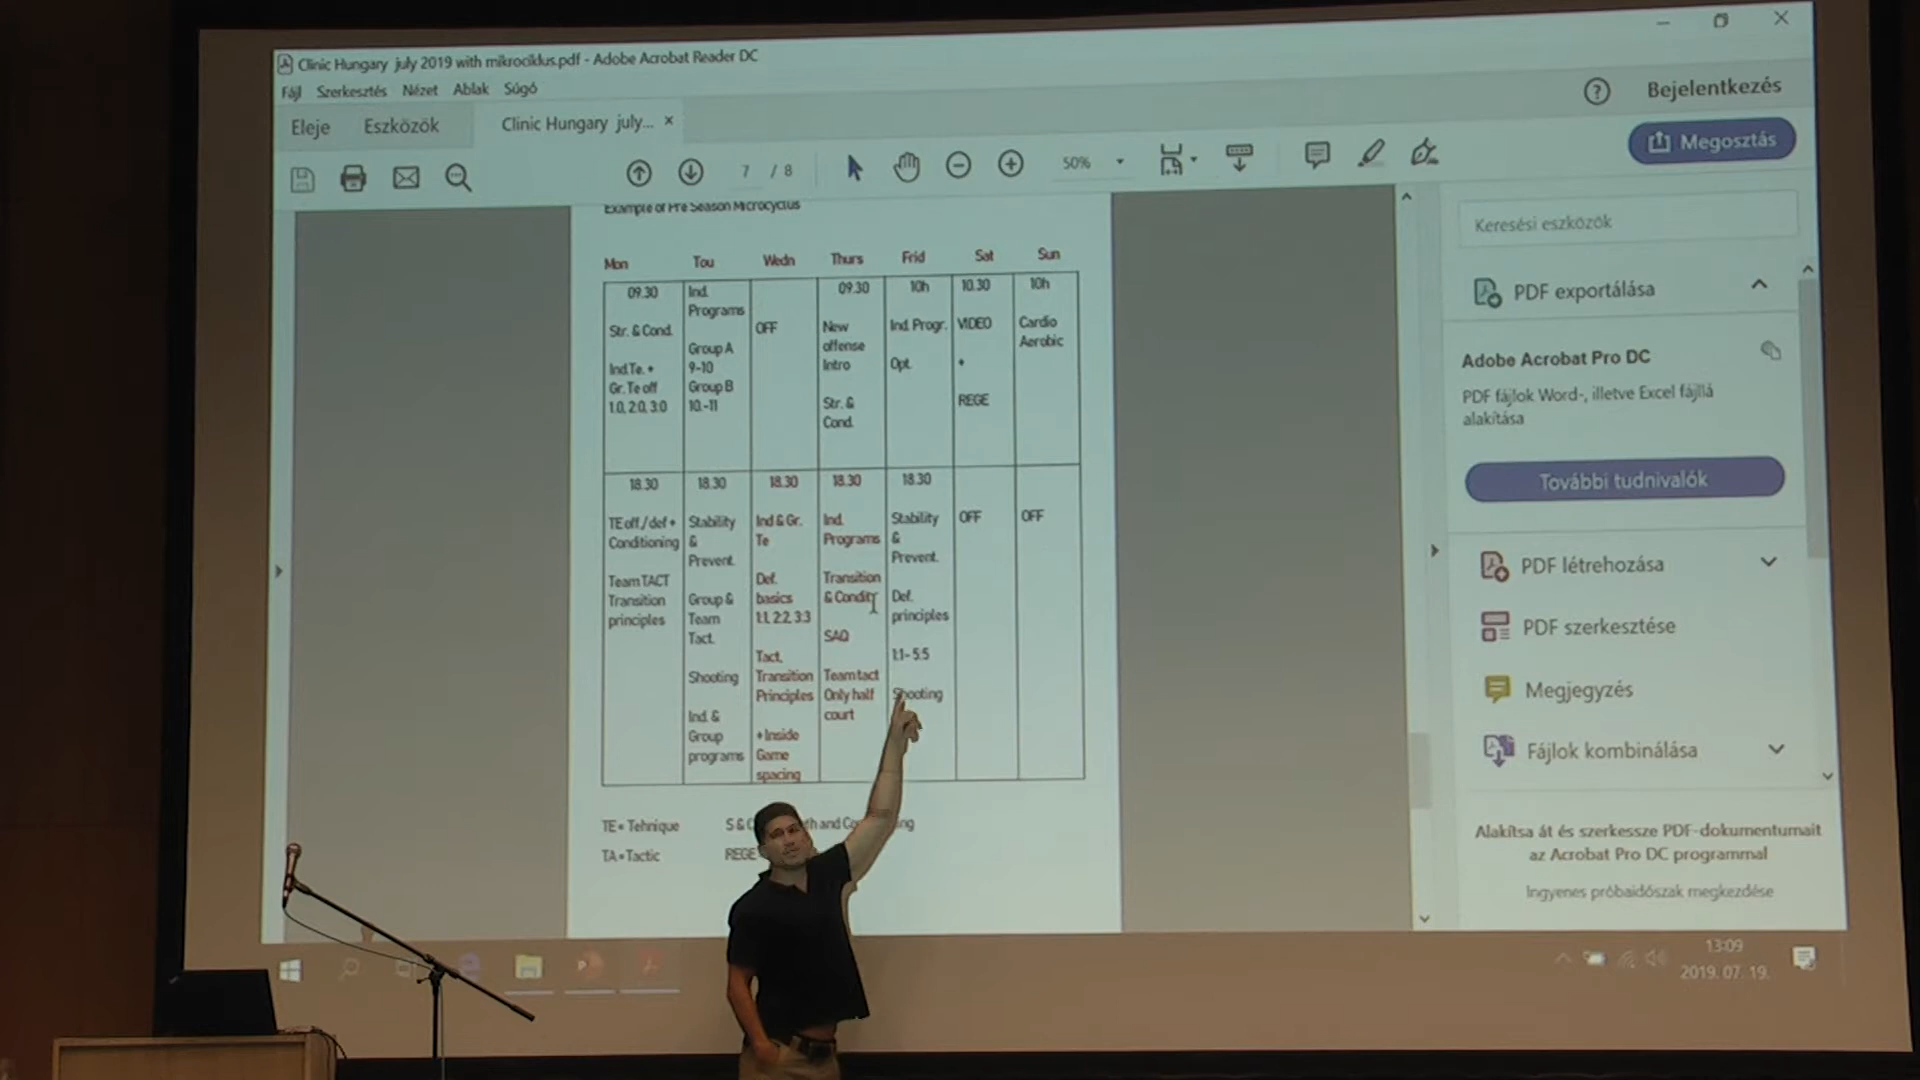 Clinic Hungary july 2019 with mikrociklus.pdf - Adobe Acrobat Reader DC
Fájl Szerkesztés Nézet Ablak Súgó
Eleje Eszközök Clinic Hungary july... ×
? Bejelentkezés
7 / 8
50%
Megosztás
Example of Pre Season Microcyclus
Mon Tou Wedn Thurs Frid Sat Sun
09.30
Str. & Cond.
Ind.Te. +
Gr. Te off
1:0, 2:0, 3:0
Ind.
Programs
Group A
9-10
Group B
10.-11
OFF
09.30
New
offense
Intro
Str. &
Cond.
10h
Ind. Progr.
Opt.
10.30
VIDEO
+
REGE
10h
Cardio
Aerobic
18.30
TE off./def +
Conditioning
Team TACT
Transition
principles
18.30
Stability
&
Prevent.
Group &
Team
Tact.
Shooting
Ind. &
Group
programs
18.30
Ind & Gr.
Te
Def.
basics
1:1, 2:2, 3:3
Tact.
Transition
Principles
+ Inside
Game
spacing
18.30
Ind.
Programs
Transition
& Condit
SAQ
Team tact
Only half
court
18.30
Stability
&
Prevent.
Def.
principles
1:1- 5:5
Shooting
OFF
OFF
TE = Tehnique
S & C
TA = Tactic
REGE
Keresési eszközök
PDF exportálása
Adobe Acrobat Pro DC
PDF fájlok Word-, illetve Excel fájllá
alakítása
További tudnivalók
PDF létrehozása
PDF szerkesztése
Megjegyzés
Fájlok kombinálása
Alakítsa át és szerkessze PDF-dokumentumait
az Acrobat Pro DC programmal
Ingyenes próbaidőszak megkezdése
13:09
2019. 07. 19.